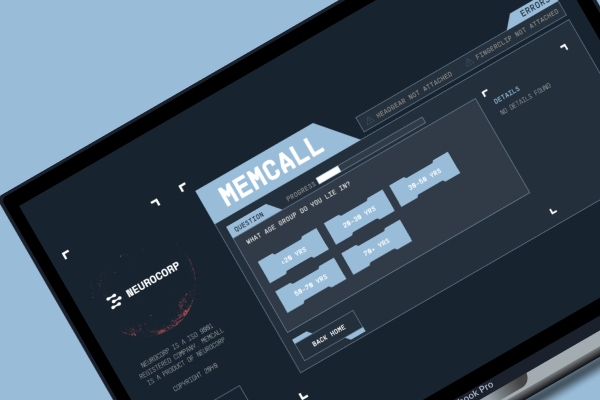 ERRORS
HEADGEAR NOT ATTACHED
FINGERCLIP NOT ATTACHED
MEMCALL
PROGRESS
DETAILS
NO DETAILS FOUND
QUESTION
WHAT AGE GROUP DO YOU LIE IN?
<20 YRS
20-30 YRS
30-50 YRS
50-70 YRS
70+ YRS
BACK HOME
NEUROCORP
NEUROCORP IS A ISO 9001
REGISTERED COMPANY. MEMCALL
IS A PRODUCT OF NEUROCORP
COPYRIGHT 2049
book Pro